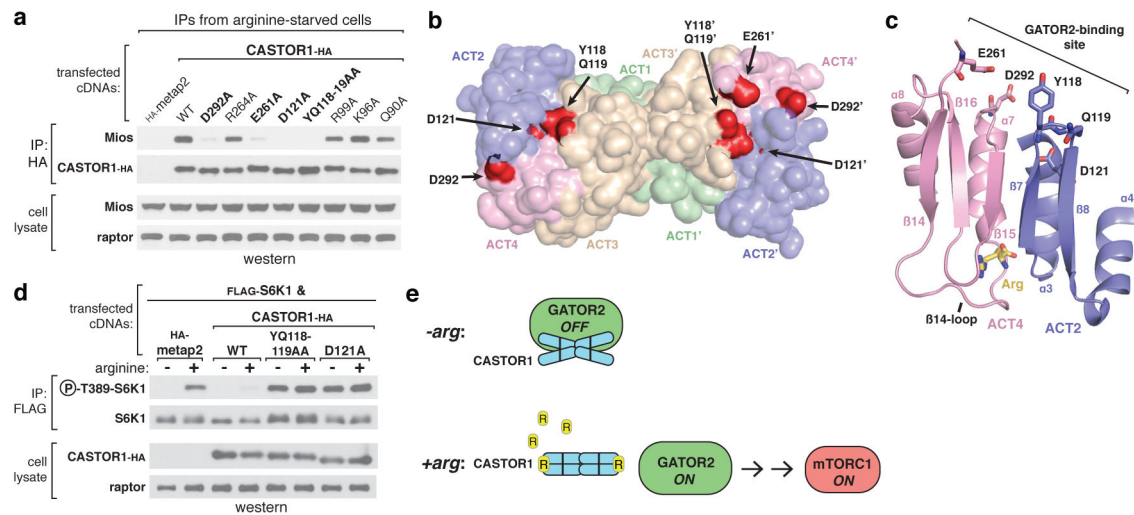 a
IPs from arginine-starved cells
CASTOR1-HA
transfected
cDNAs:
HA-metap2
WT
D292A
R264A
E261A
D121A
YQ118-119AA
R99A
K96A
Q90A
IP:
HA
Mios
CASTOR1-HA
cell
lysate
Mios
raptor
western
b
ACT2
Y118
Q119
ACT1
ACT3'
Y118'
Q119'
E261'
ACT4'
D121
D292'
D292
D121'
ACT4
ACT3
ACT1'
ACT2'
c
GATOR2-binding
site
E261
D292
Y118
α8
ß16
α7
Q119
D121
ß7
ß8
α4
ß14
ß15
Arg
α3
ß14-loop
ACT4
ACT2
d
FLAG-S6K1 &
transfected
cDNAs:
CASTOR1-HA
HA-
metap2
WT
YQ118-
119AA
D121A
arginine: - + - + - + - +
IP:
FLAG
P-T389-S6K1
S6K1
cell
lysate
CASTOR1-HA
raptor
western
e
-arg:
GATOR2
OFF
CASTOR1
+arg:
R
R
R
CASTOR1
R
R
GATOR2
ON
mTORC1
ON